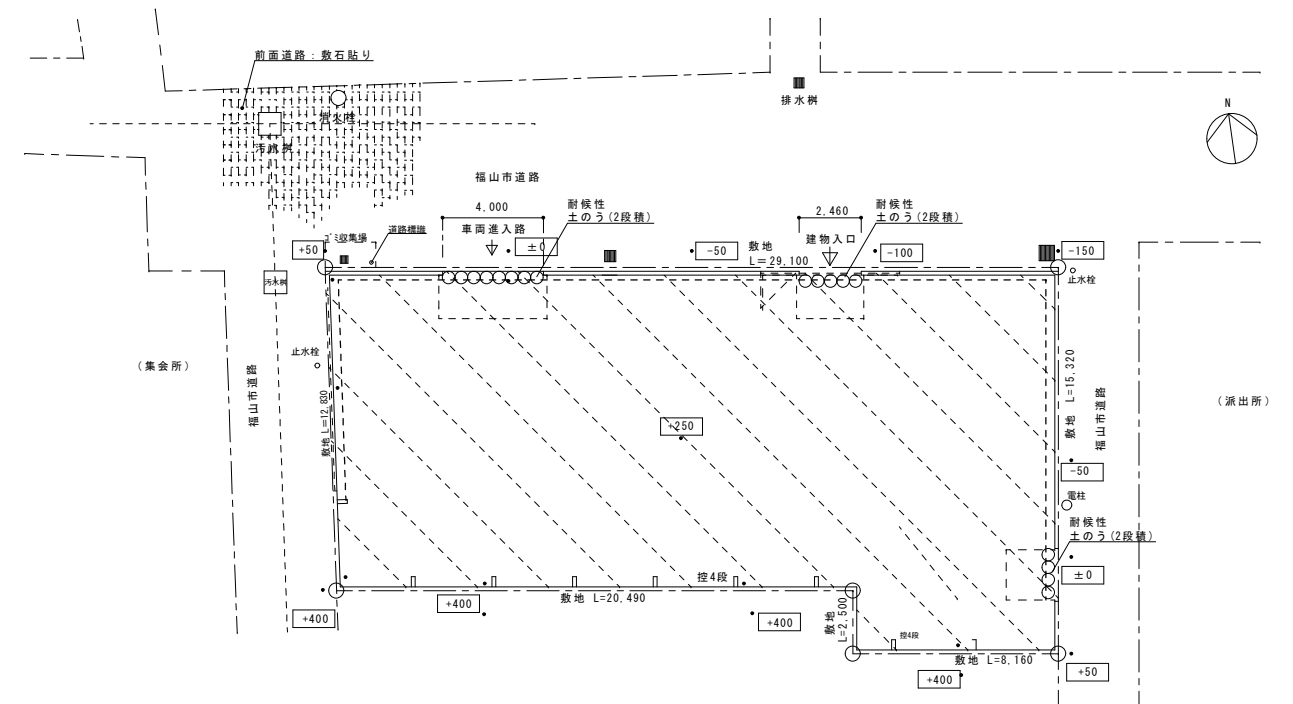 前面道路：敷石貼り
消火栓
汚水桝
排水桝
N
福山市道路
4,000
車両進入路
耐候性
土のう(2段積)
2,460
建物入口
耐候性
土のう(2段積)
ゴミ収集場
道路標識
+50
±0
-50
敷地
L=29,100
-100
-150
止水栓
汚水桝
止水栓
(集会所)
福山市道路
敷地 L=12,830
+250
敷地 L=15,320
福山市道路
(派出所)
-50
電柱
耐候性
土のう(2段積)
±0
控4段
敷地 L=20,490
+400
+400
+400
敷地
L=2,500
控4段
敷地 L=8,160
+400
+50